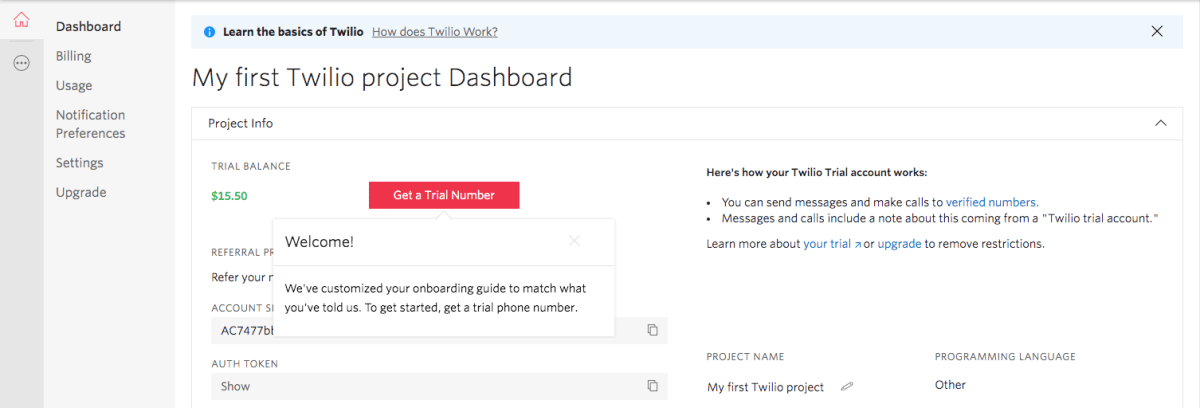 Dashboard
Billing
Usage
Notification
Preferences
Settings
Upgrade
Learn the basics of Twilio How does Twilio Work?
My first Twilio project Dashboard
Project Info
TRIAL BALANCE
$15.50
Get a Trial Number
Welcome!
We've customized your onboarding guide to match what
you've told us. To get started, get a trial phone number.
REFERRAL PR
Refer your
ACCOUNT SI
AC7477b
AUTH TOKEN
Show
Here's how your Twilio Trial account works:
You can send messages and make calls to verified numbers.
Messages and calls include a note about this coming from a "Twilio trial account."
Learn more about your trial or upgrade to remove restrictions.
PROJECT NAME
My first Twilio project
PROGRAMMING LANGUAGE
Other